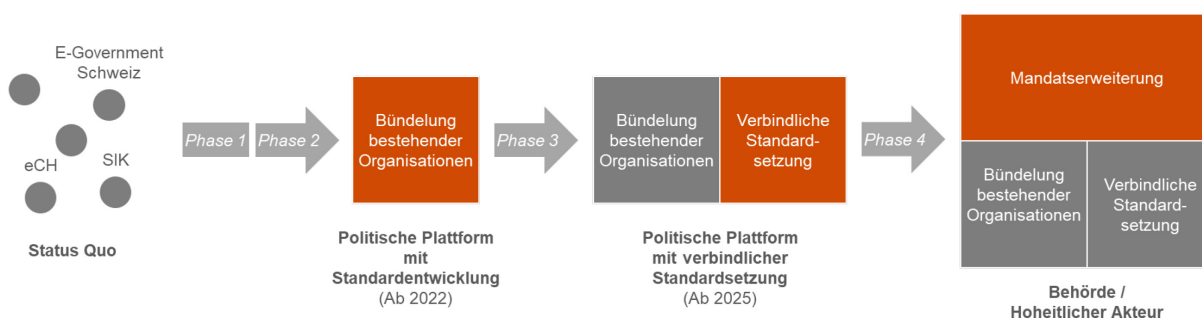 E-Government
Schweiz
eCH
SIK
Status Quo
Phase 1
Phase 2
Bündelung
bestehender
Organisationen
Politische Plattform
mit
Standardentwicklung
(Ab 2022)
Phase 3
Bündelung
bestehender
Organisationen
Verbindliche
Standard-
setzung
Politische Plattform
mit verbindlicher
Standardsetzung
(Ab 2025)
Phase 4
Mandatserweiterung
Bündelung
bestehender
Organisationen
Verbindliche
Standard-
setzung
Behörde /
Hoheitlicher Akteur